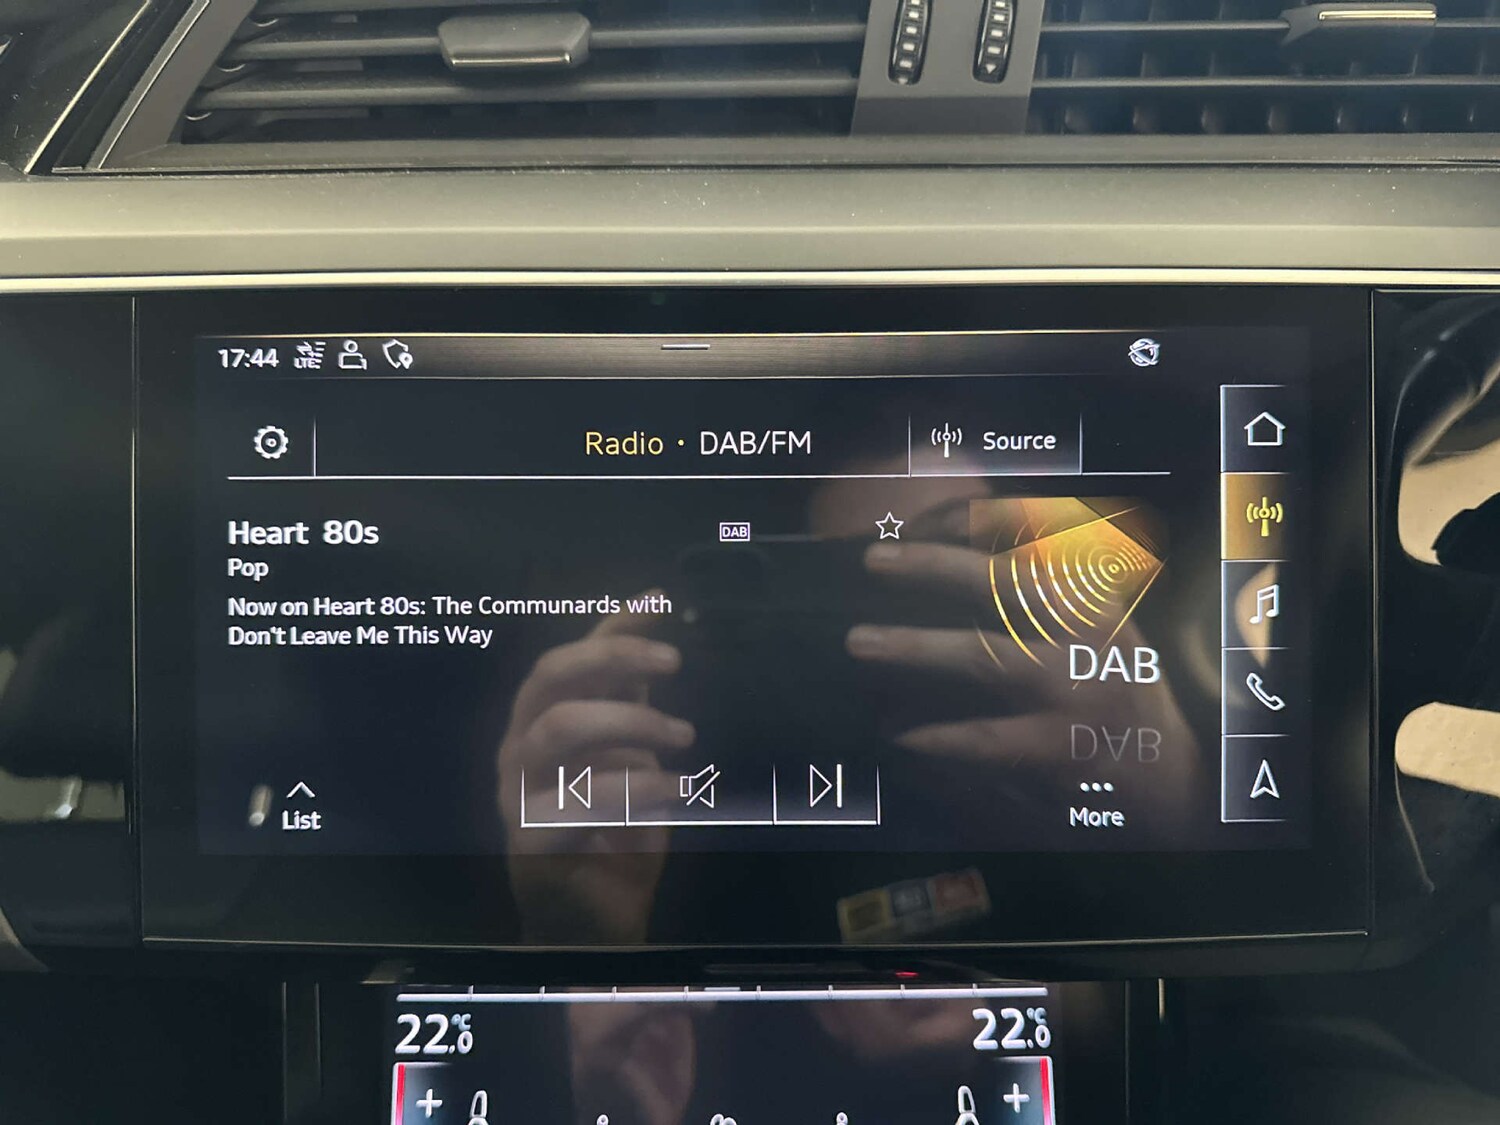 17:44 LTE
Radio · DAB/FM
Source
Heart 80s
DAB
Pop
Now on Heart 80s: The Communards with
Don't Leave Me This Way
DAB
List
More
22.0 °C
22.0 °C
+
+